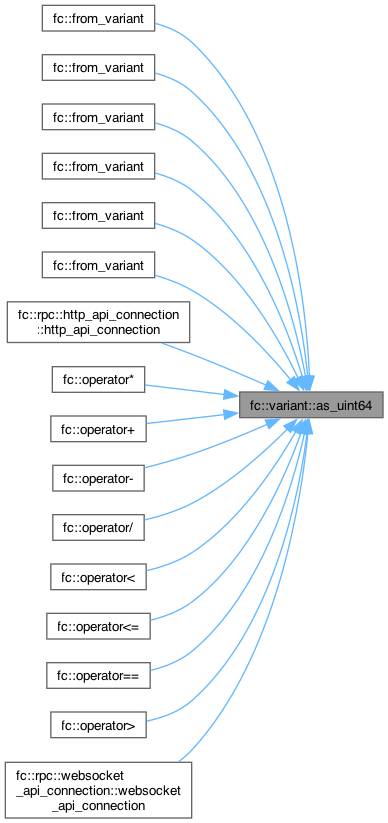 fc::from_variant
fc::from_variant
fc::from_variant
fc::from_variant
fc::from_variant
fc::from_variant
fc::rpc::http_api_connection
::http_api_connection
fc::operator*
fc::variant::as_uint64
fc::operator+
fc::operator-
fc::operator/
fc::operator<
fc::operator<=
fc::operator==
fc::operator>
fc::rpc::websocket
_api_connection::websocket
_api_connection